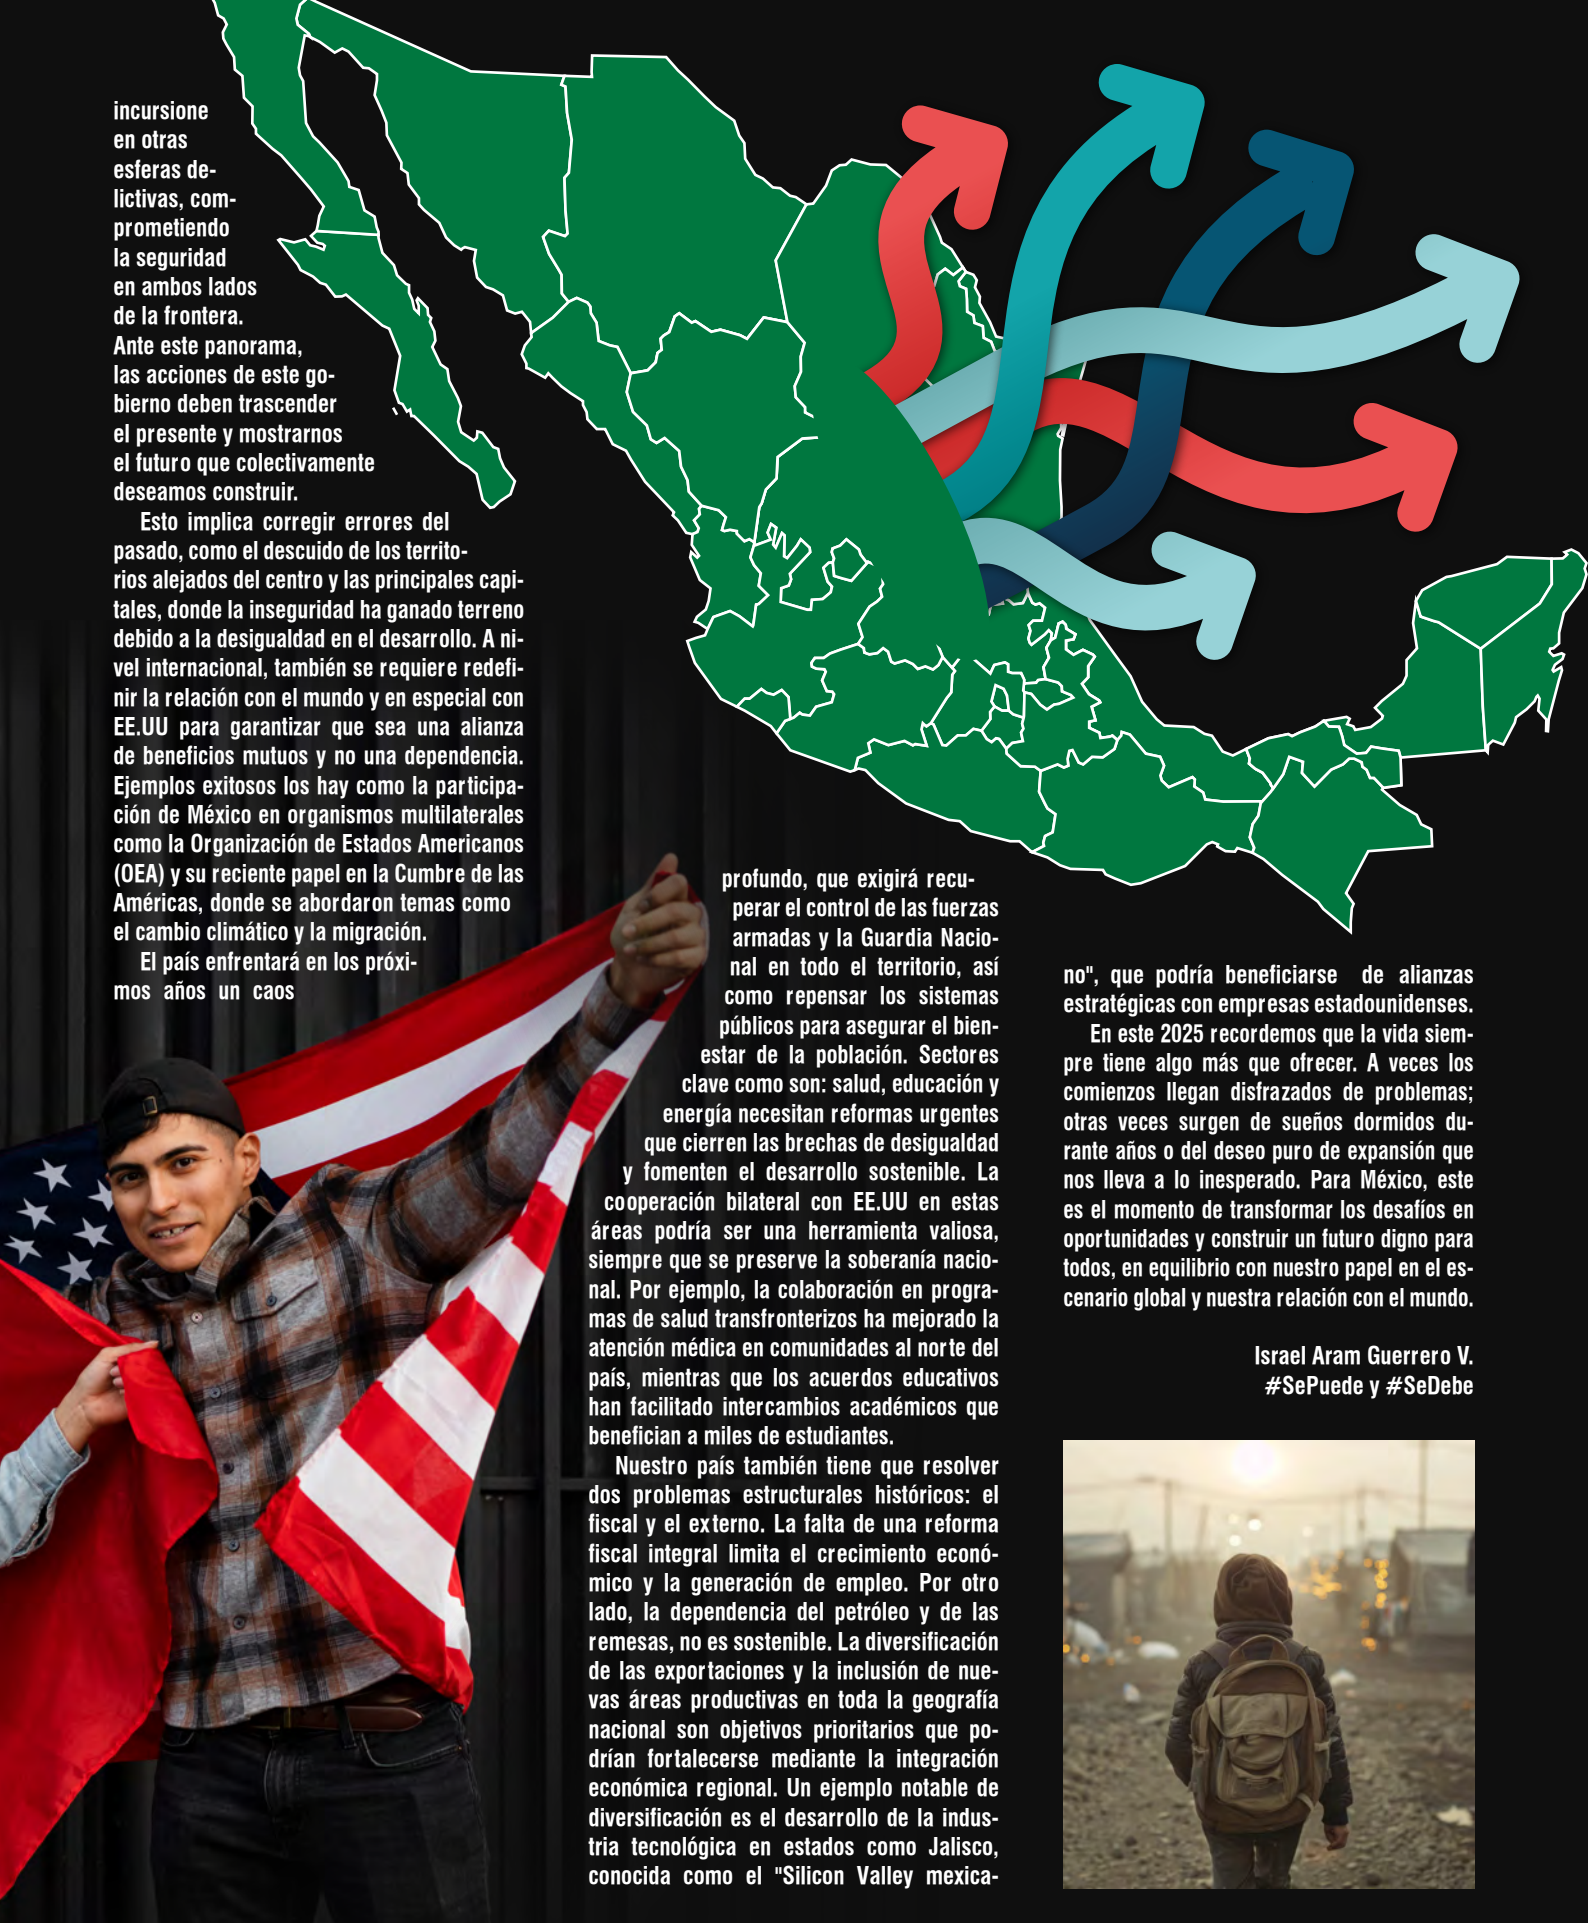 incursione
en otras
esferas de-
lictivas, com-
prometiendo
la seguridad
en ambos lados
de la frontera.
Ante este panorama,
las acciones de este go-
bierno deben trascender
el presente y mostrarnos
el futuro que colectivamente
deseamos construir.
Esto implica corregir errores del
pasado, como el descuido de los territo-
rios alejados del centro y las principales capi-
tales, donde la inseguridad ha ganado terreno
debido a la desigualdad en el desarrollo. A ni-
vel internacional, también se requiere redefi-
nir la relación con el mundo y en especial con
EE.UU para garantizar que sea una alianza
de beneficios mutuos y no una dependencia.
Ejemplos exitosos los hay como la participa-
ción de México en organismos multilaterales
como la Organización de Estados Americanos
(OEA) y su reciente papel en la Cumbre de las
Américas, donde se abordaron temas como
el cambio climático y la migración.
El país enfrentará en los próxi-
mos años un caos
profundo, que exigirá recu-
perar el control de las fuerzas
armadas y la Guardia Nacio-
nal en todo el territorio, así
como repensar los sistemas
públicos para asegurar el bien-
estar de la población. Sectores
clave como son: salud, educación y
energía necesitan reformas urgentes
que cierren las brechas de desigualdad
y fomenten el desarrollo sostenible. La
cooperación bilateral con EE.UU en estas
áreas podría ser una herramienta valiosa,
siempre que se preserve la soberanía nacio-
nal. Por ejemplo, la colaboración en progra-
mas de salud transfronterizos ha mejorado la
atención médica en comunidades al norte del
país, mientras que los acuerdos educativos
han facilitado intercambios académicos que
benefician a miles de estudiantes.
Nuestro país también tiene que resolver
dos problemas estructurales históricos: el
fiscal y el externo. La falta de una reforma
fiscal integral limita el crecimiento econó-
mico y la generación de empleo. Por otro
lado, la dependencia del petróleo y de las
remesas, no es sostenible. La diversificación
de las exportaciones y la inclusión de nue-
vas áreas productivas en toda la geografía
nacional son objetivos prioritarios que po-
drían fortalecerse mediante la integración
económica regional. Un ejemplo notable de
diversificación es el desarrollo de la indus-
tria tecnológica en estados como Jalisco,
conocida como el "Silicon Valley mexica-
no", que podría beneficiarse de alianzas
estratégicas con empresas estadounidenses.
En este 2025 recordemos que la vida siem-
pre tiene algo más que ofrecer. A veces los
comienzos llegan disfrazados de problemas;
otras veces surgen de sueños dormidos du-
rante años o del deseo puro de expansión que
nos lleva a lo inesperado. Para México, este
es el momento de transformar los desafíos en
oportunidades y construir un futuro digno para
todos, en equilibrio con nuestro papel en el es-
cenario global y nuestra relación con el mundo.
Israel Aram Guerrero V.
#SePuede y #SeDebe